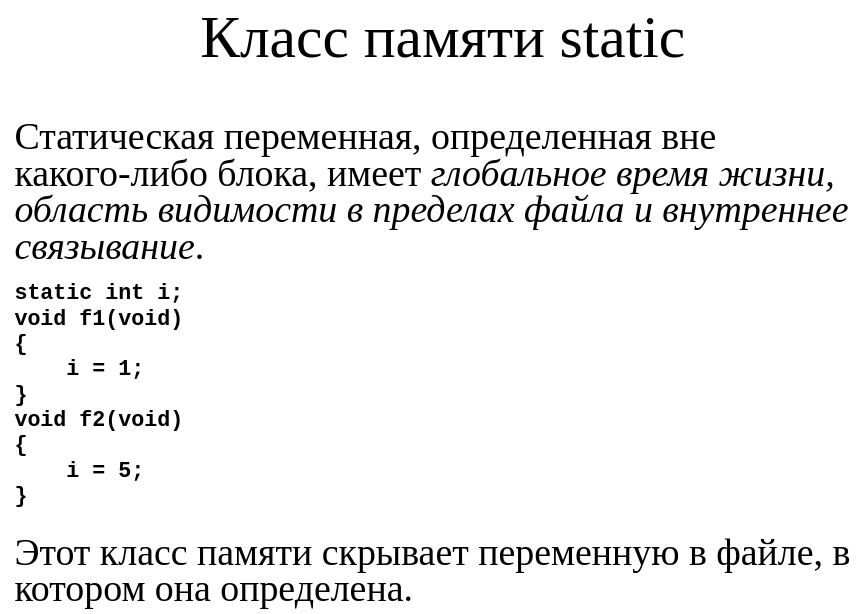 Класс памяти static
Статическая переменная, определенная вне
какого-либо блока, имеет глобальное время жизни,
область видимости в пределах файла и внутреннее
связывание.
static int i;
void f1(void)
{
    i = 1;
}
void f2(void)
{
    i = 5;
}
Этот класс памяти скрывает переменную в файле, в
котором она определена.